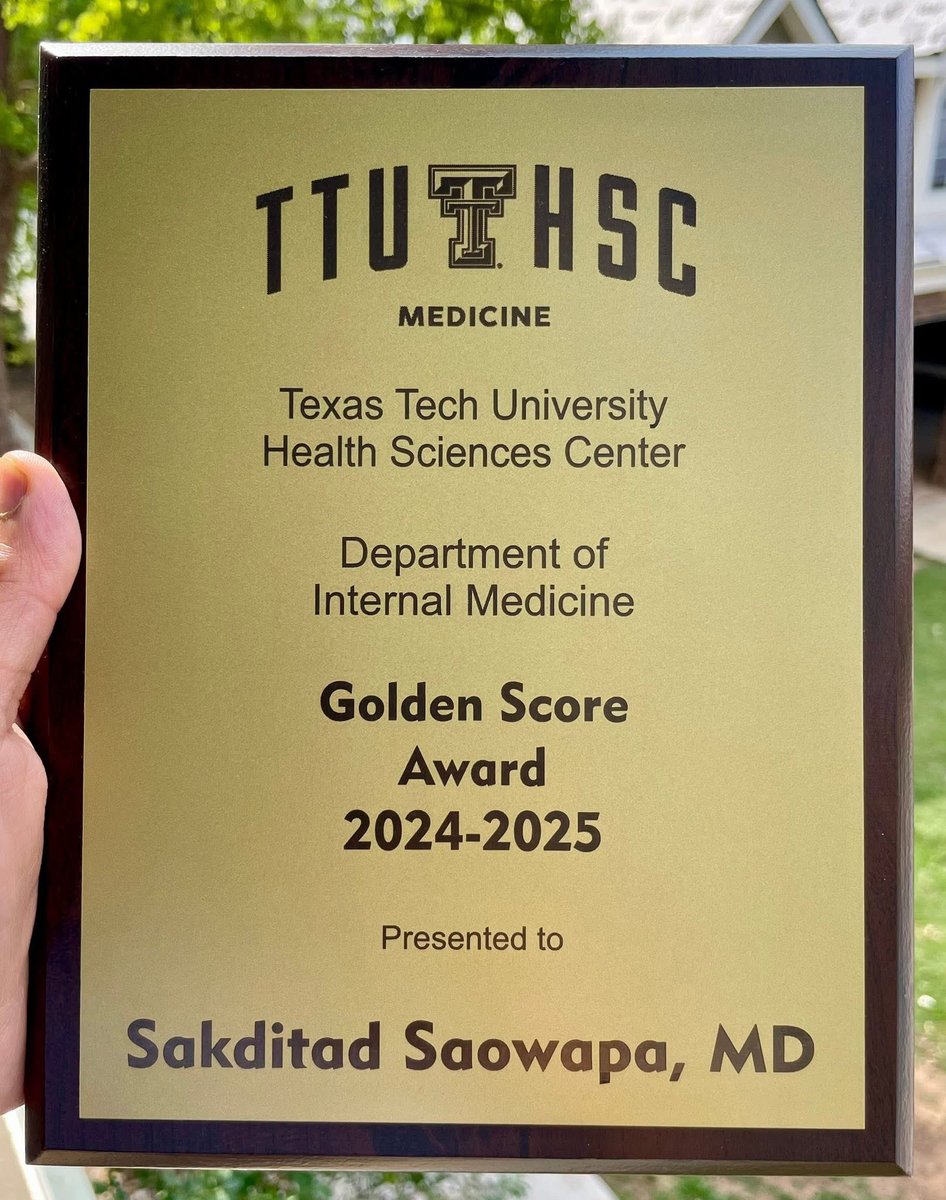 TTU HSC
MEDICINE
Texas Tech University
Health Sciences Center
Department of
Internal Medicine
Golden Score
Award
2024-2025
Presented to
Sakditad Saowapa, MD